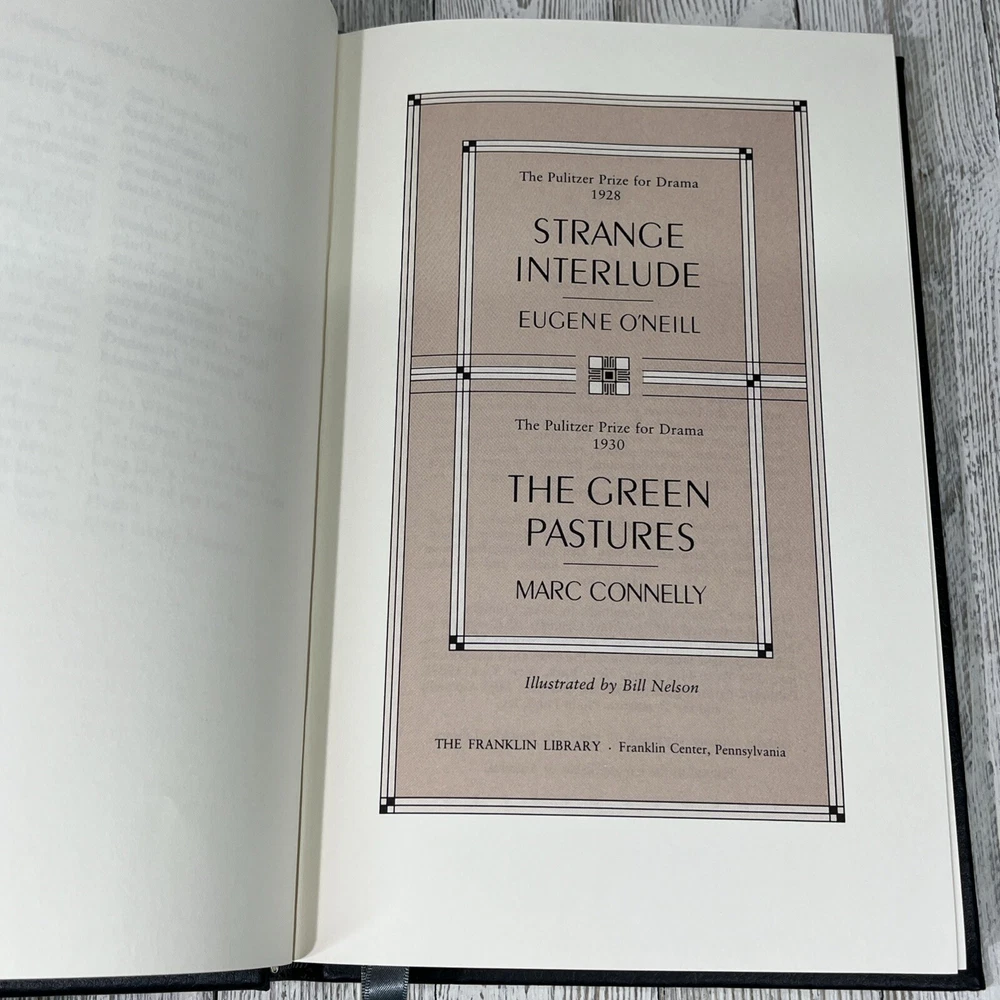 The Pulitzer Prize for Drama
1928
STRANGE
INTERLUDE
EUGENE O'NEILL
The Pulitzer Prize for Drama
1930
THE GREEN
PASTURES
MARC CONNELLY
Illustrated by Bill Nelson
THE FRANKLIN LIBRARY · Franklin Center, Pennsylvania